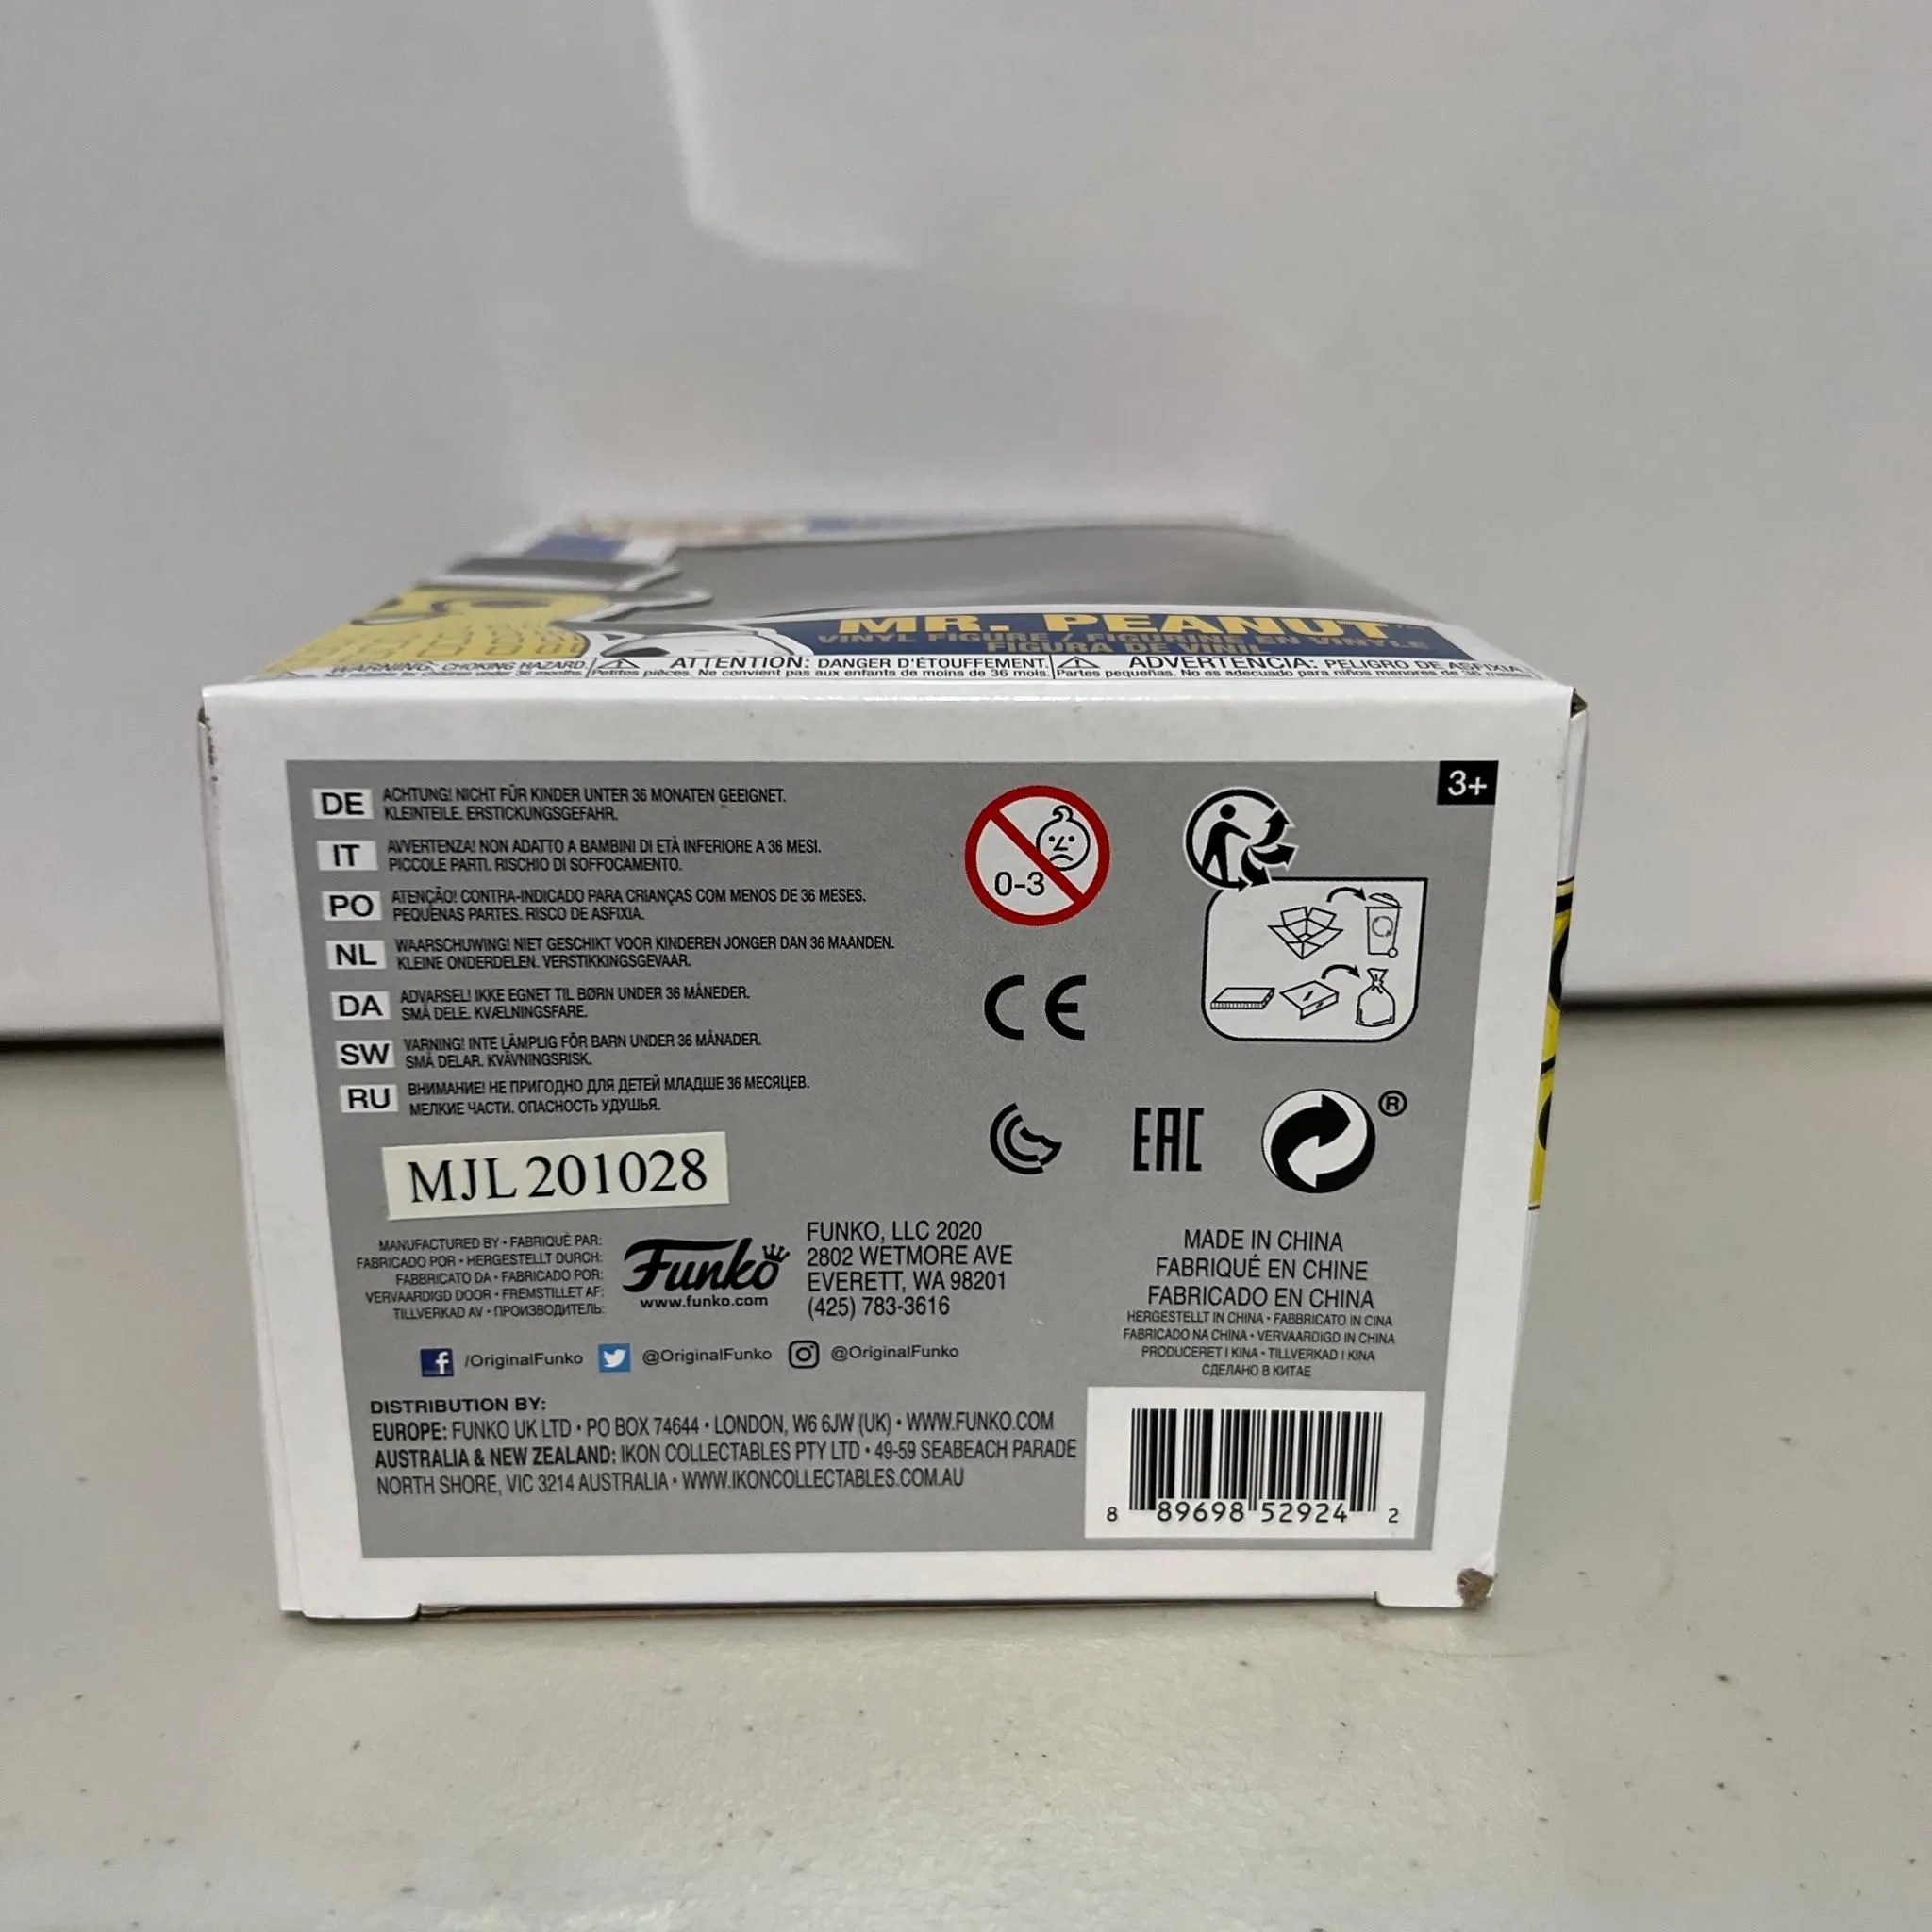 MR. PEANUT
VINYL FIGURE / FIGURINE EN VINYLE
FIGURA DE VINIL
WARNING: CHOKING HAZARD. ATTENTION: DANGER D'ÉTOUFFEMENT. ADVERTENCIA: PELIGRO DE ASFIXIA.
for children under 36 months. Petites pièces. Ne convient pas aux enfants de moins de 36 mois. Partes pequeñas. No es adecuado para niños menores de 36 meses.
3+
DE ACHTUNG! NICHT FÜR KINDER UNTER 36 MONATEN GEEIGNET.
KLEINTEILE. ERSTICKUNGSGEFAHR.
IT AVVERTENZA! NON ADATTO A BAMBINI DI ETÀ INFERIORE A 36 MESI.
PICCOLE PARTI. RISCHIO DI SOFFOCAMENTO.
PO ATENÇÃO! CONTRA-INDICADO PARA CRIANÇAS COM MENOS DE 36 MESES.
PEQUENAS PARTES. RISCO DE ASFIXIA.
NL WAARSCHUWING! NIET GESCHIKT VOOR KINDEREN JONGER DAN 36 MAANDEN.
KLEINE ONDERDELEN. VERSTIKKINGSGEVAAR.
DA ADVARSEL! IKKE EGNET TIL BØRN UNDER 36 MÅNEDER.
SMÅ DELE. KVÆLNINGSFARE.
SW VARNING! INTE LÄMPLIG FÖR BARN UNDER 36 MÅNADER.
SMÅ DELAR. KVÄVNINGSRISK.
RU ВНИМАНИЕ! НЕ ПРИГОДНО ДЛЯ ДЕТЕЙ МЛАДШЕ 36 МЕСЯЦЕВ.
МЕЛКИЕ ЧАСТИ. ОПАСНОСТЬ УДУШЬЯ.
0-3
CE
EAC
®
MJL 201028
MANUFACTURED BY • FABRIQUÉ PAR:
FABRICADO POR • HERGESTELLT DURCH:
FABBRICATO DA • FABRICADO POR:
VERVAARDIGD DOOR • FREMSTILLET AF:
TILLVERKAD AV • ПРОИЗВОДИТЕЛЬ:
Funko
www.funko.com
FUNKO, LLC 2020
2802 WETMORE AVE
EVERETT, WA 98201
(425) 783-3616
MADE IN CHINA
FABRIQUÉ EN CHINE
FABRICADO EN CHINA
HERGESTELLT IN CHINA • FABBRICATO IN CINA
FABRICADO NA CHINA • VERVAARDIGD IN CHINA
PRODUCERET I KINA • TILLVERKAD I KINA
СДЕЛАНО В КИТАЕ
f /OriginalFunko @OriginalFunko @OriginalFunko
DISTRIBUTION BY:
EUROPE: FUNKO UK LTD • PO BOX 74644 • LONDON, W6 6JW (UK) • WWW.FUNKO.COM
AUSTRALIA & NEW ZEALAND: IKON COLLECTABLES PTY LTD • 49-59 SEABEACH PARADE
NORTH SHORE, VIC 3214 AUSTRALIA • WWW.IKONCOLLECTABLES.COM.AU
8 89698 52924 2